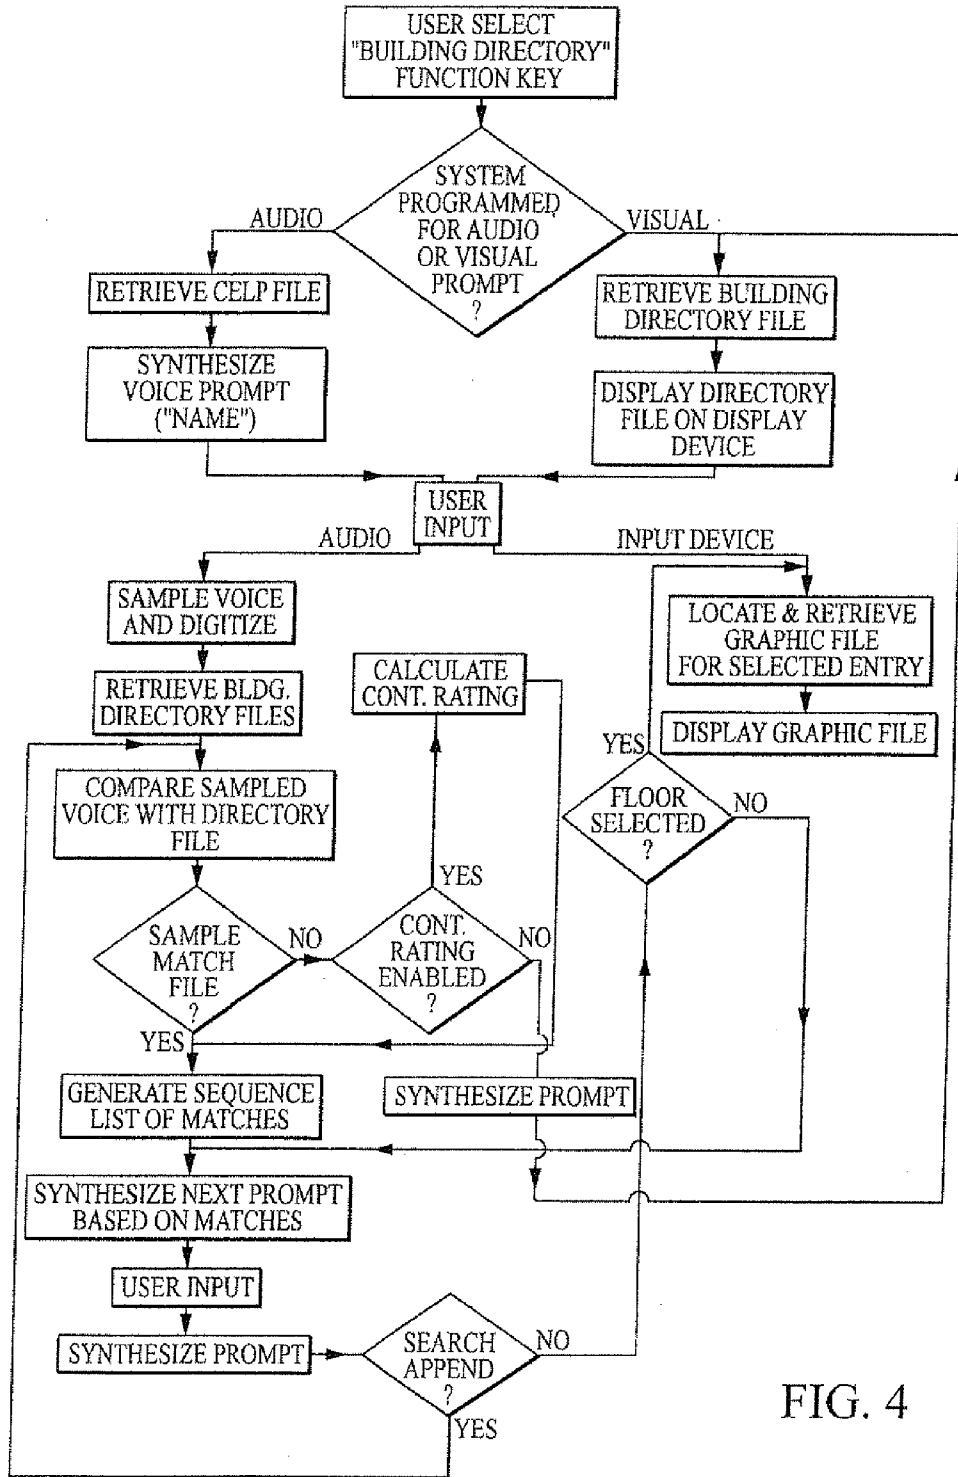 USER SELECT
"BUILDING DIRECTORY"
FUNCTION KEY
SYSTEM
PROGRAMMED
FOR AUDIO
OR VISUAL
PROMPT
?
AUDIO
VISUAL
RETRIEVE CELP FILE
SYNTHESIZE
VOICE PROMPT
("NAME")
RETRIEVE BUILDING
DIRECTORY FILE
DISPLAY DIRECTORY
FILE ON DISPLAY
DEVICE
USER
INPUT
AUDIO
INPUT DEVICE
SAMPLE VOICE
AND DIGITIZE
RETRIEVE BLDG.
DIRECTORY FILES
CALCULATE
CONT. RATING
LOCATE & RETRIEVE
GRAPHIC FILE
FOR SELECTED ENTRY
DISPLAY GRAPHIC FILE
COMPARE SAMPLED
VOICE WITH DIRECTORY
FILE
YES
FLOOR
SELECTED
?
NO
SAMPLE
MATCH
FILE
?
NO
YES
YES
CONT.
RATING
ENABLED
?
NO
GENERATE SEQUENCE
LIST OF MATCHES
SYNTHESIZE PROMPT
SYNTHESIZE NEXT PROMPT
BASED ON MATCHES
USER INPUT
SYNTHESIZE PROMPT
SEARCH
APPEND
?
NO
YES
FIG. 4